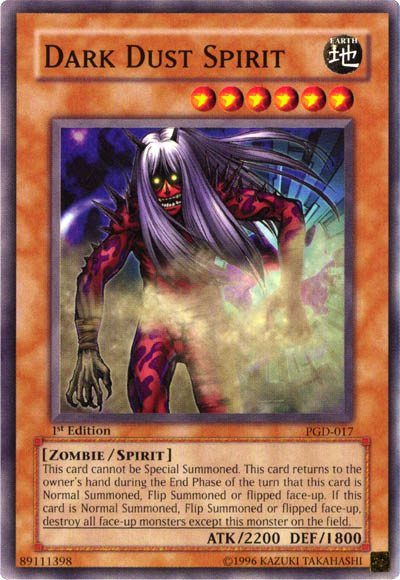 DARK DUST SPIRIT
EARTH
地
1st Edition
PGD-017
[ZOMBIE / SPIRIT]
This card cannot be Special Summoned. This card returns to the
owner's hand during the End Phase of the turn that this card is
Normal Summoned, Flip Summoned or flipped face-up. If this
card is Normal Summoned, Flip Summoned or flipped face-up,
destroy all face-up monsters except this monster on the field.
ATK/2200 DEF/1800
89111398
©1996 KAZUKI TAKAHASHI